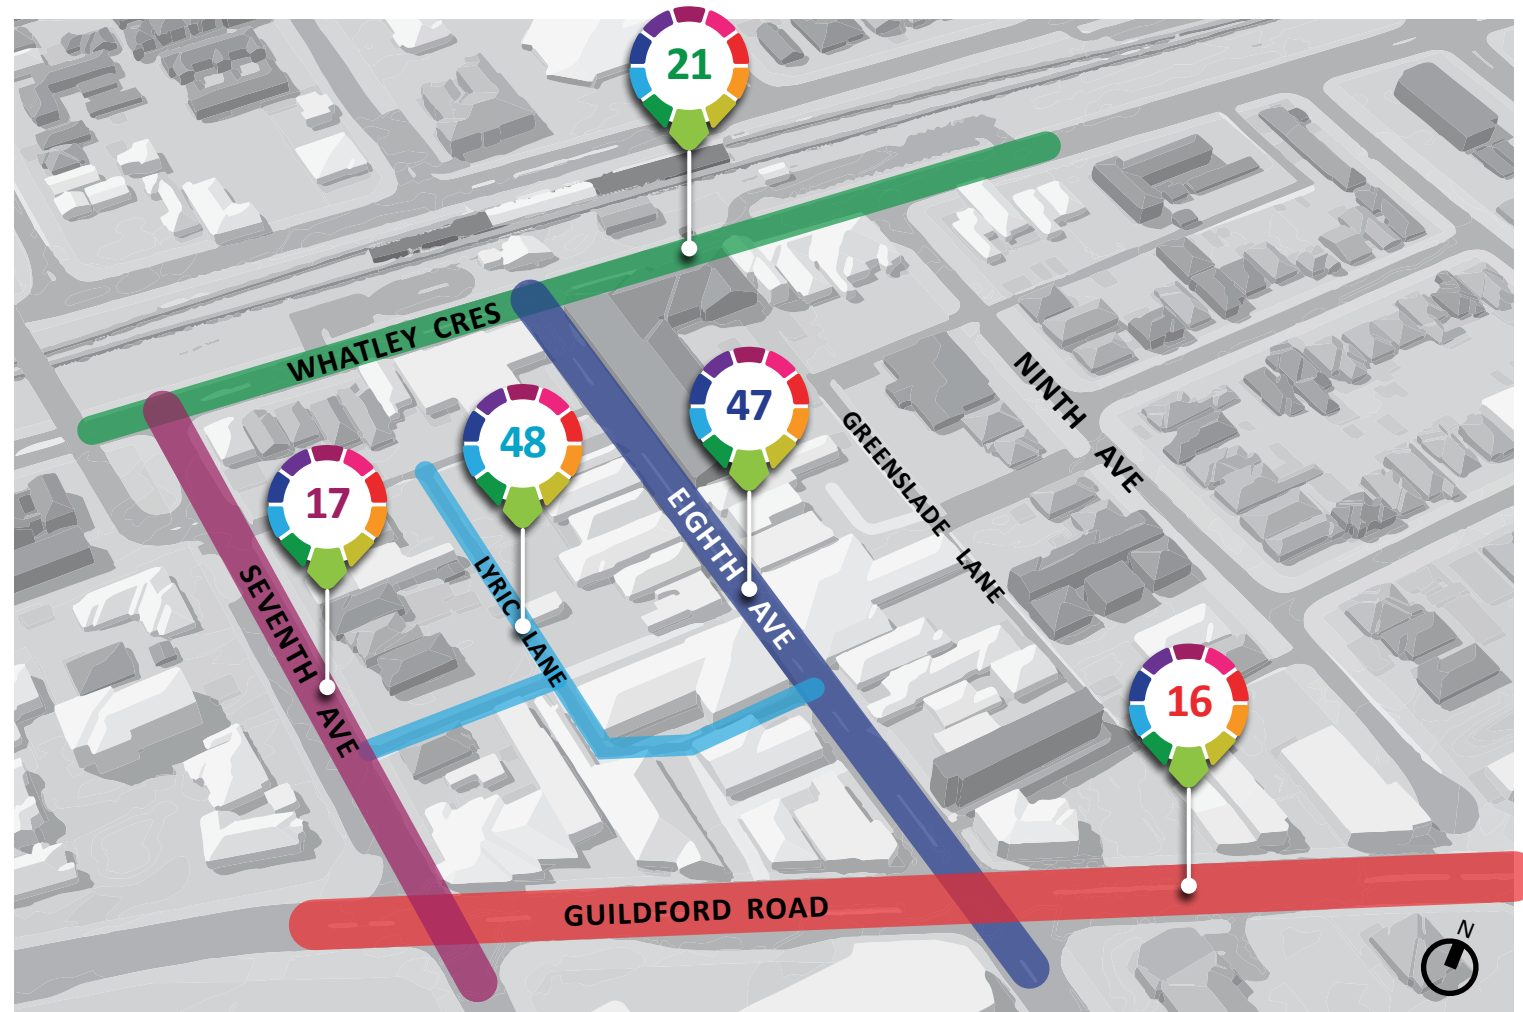 21
WHATLEY CRES
47
48
17
NINTH AVE
GREENSLADE LANE
EIGHTH AVE
LYRIC LANE
SEVENTH AVE
16
GUILDFORD ROAD
N